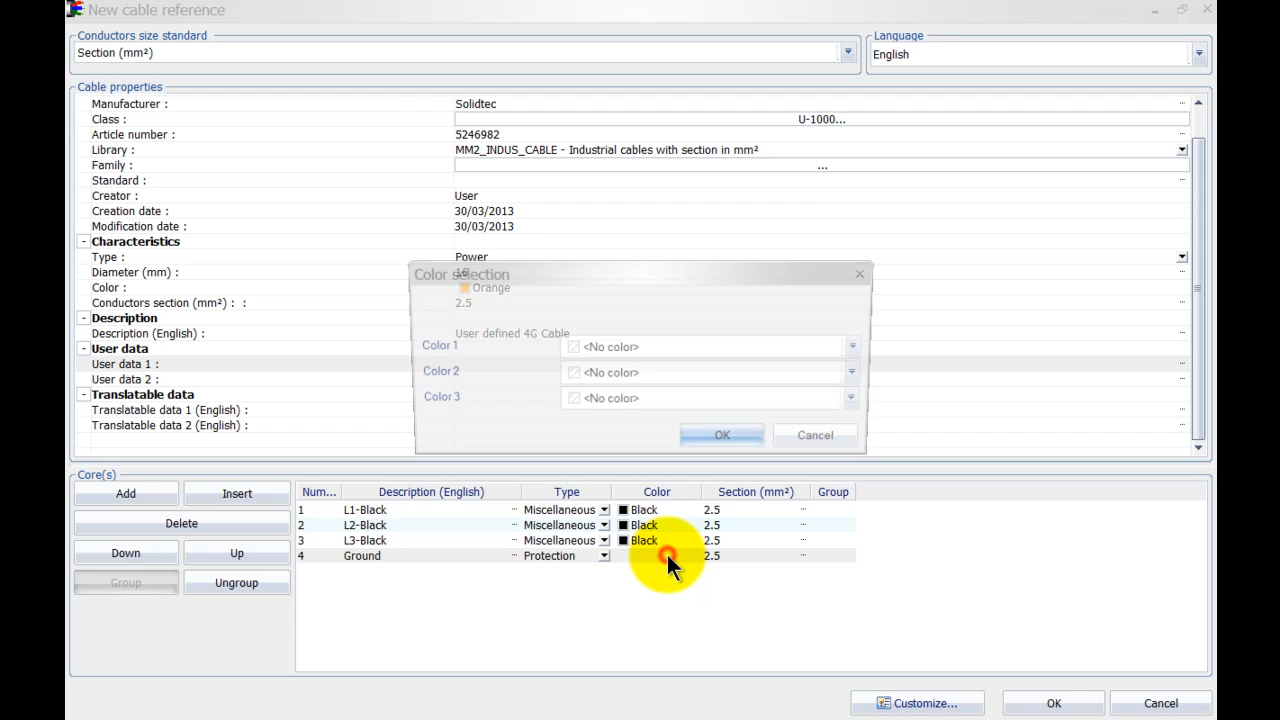 New cable reference
Conductors size standard
Language
Section (mm²)
English
Cable properties
Manufacturer :
Solidtec
Class :
U-1000...
Article number :
5246982
Library :
MM2_INDUS_CABLE - Industrial cables with section in mm²
Family :
...
Standard :
Creator :
User
Creation date :
30/03/2013
Modification date :
30/03/2013
Characteristics
Type :
Power
Diameter (mm) :
16
Color :
Orange
Conductors section (mm²) : :
2.5
Description
Description (English) :
User defined 4G Cable
User data
User data 1 :
User data 2 :
Translatable data
Translatable data 1 (English) :
Translatable data 2 (English) :
Color selection
Color 1
<No color>
Color 2
<No color>
Color 3
<No color>
OK
Cancel
Core(s)
Add
Insert
Delete
Down
Up
Group
Ungroup
Num... Description (English) Type Color Section (mm²) Group
1 L1-Black ... Miscellaneous Black 2.5 ...
2 L2-Black ... Miscellaneous Black 2.5 ...
3 L3-Black ... Miscellaneous Black 2.5 ...
4 Ground ... Protection 2.5 ...
Customize...
OK
Cancel